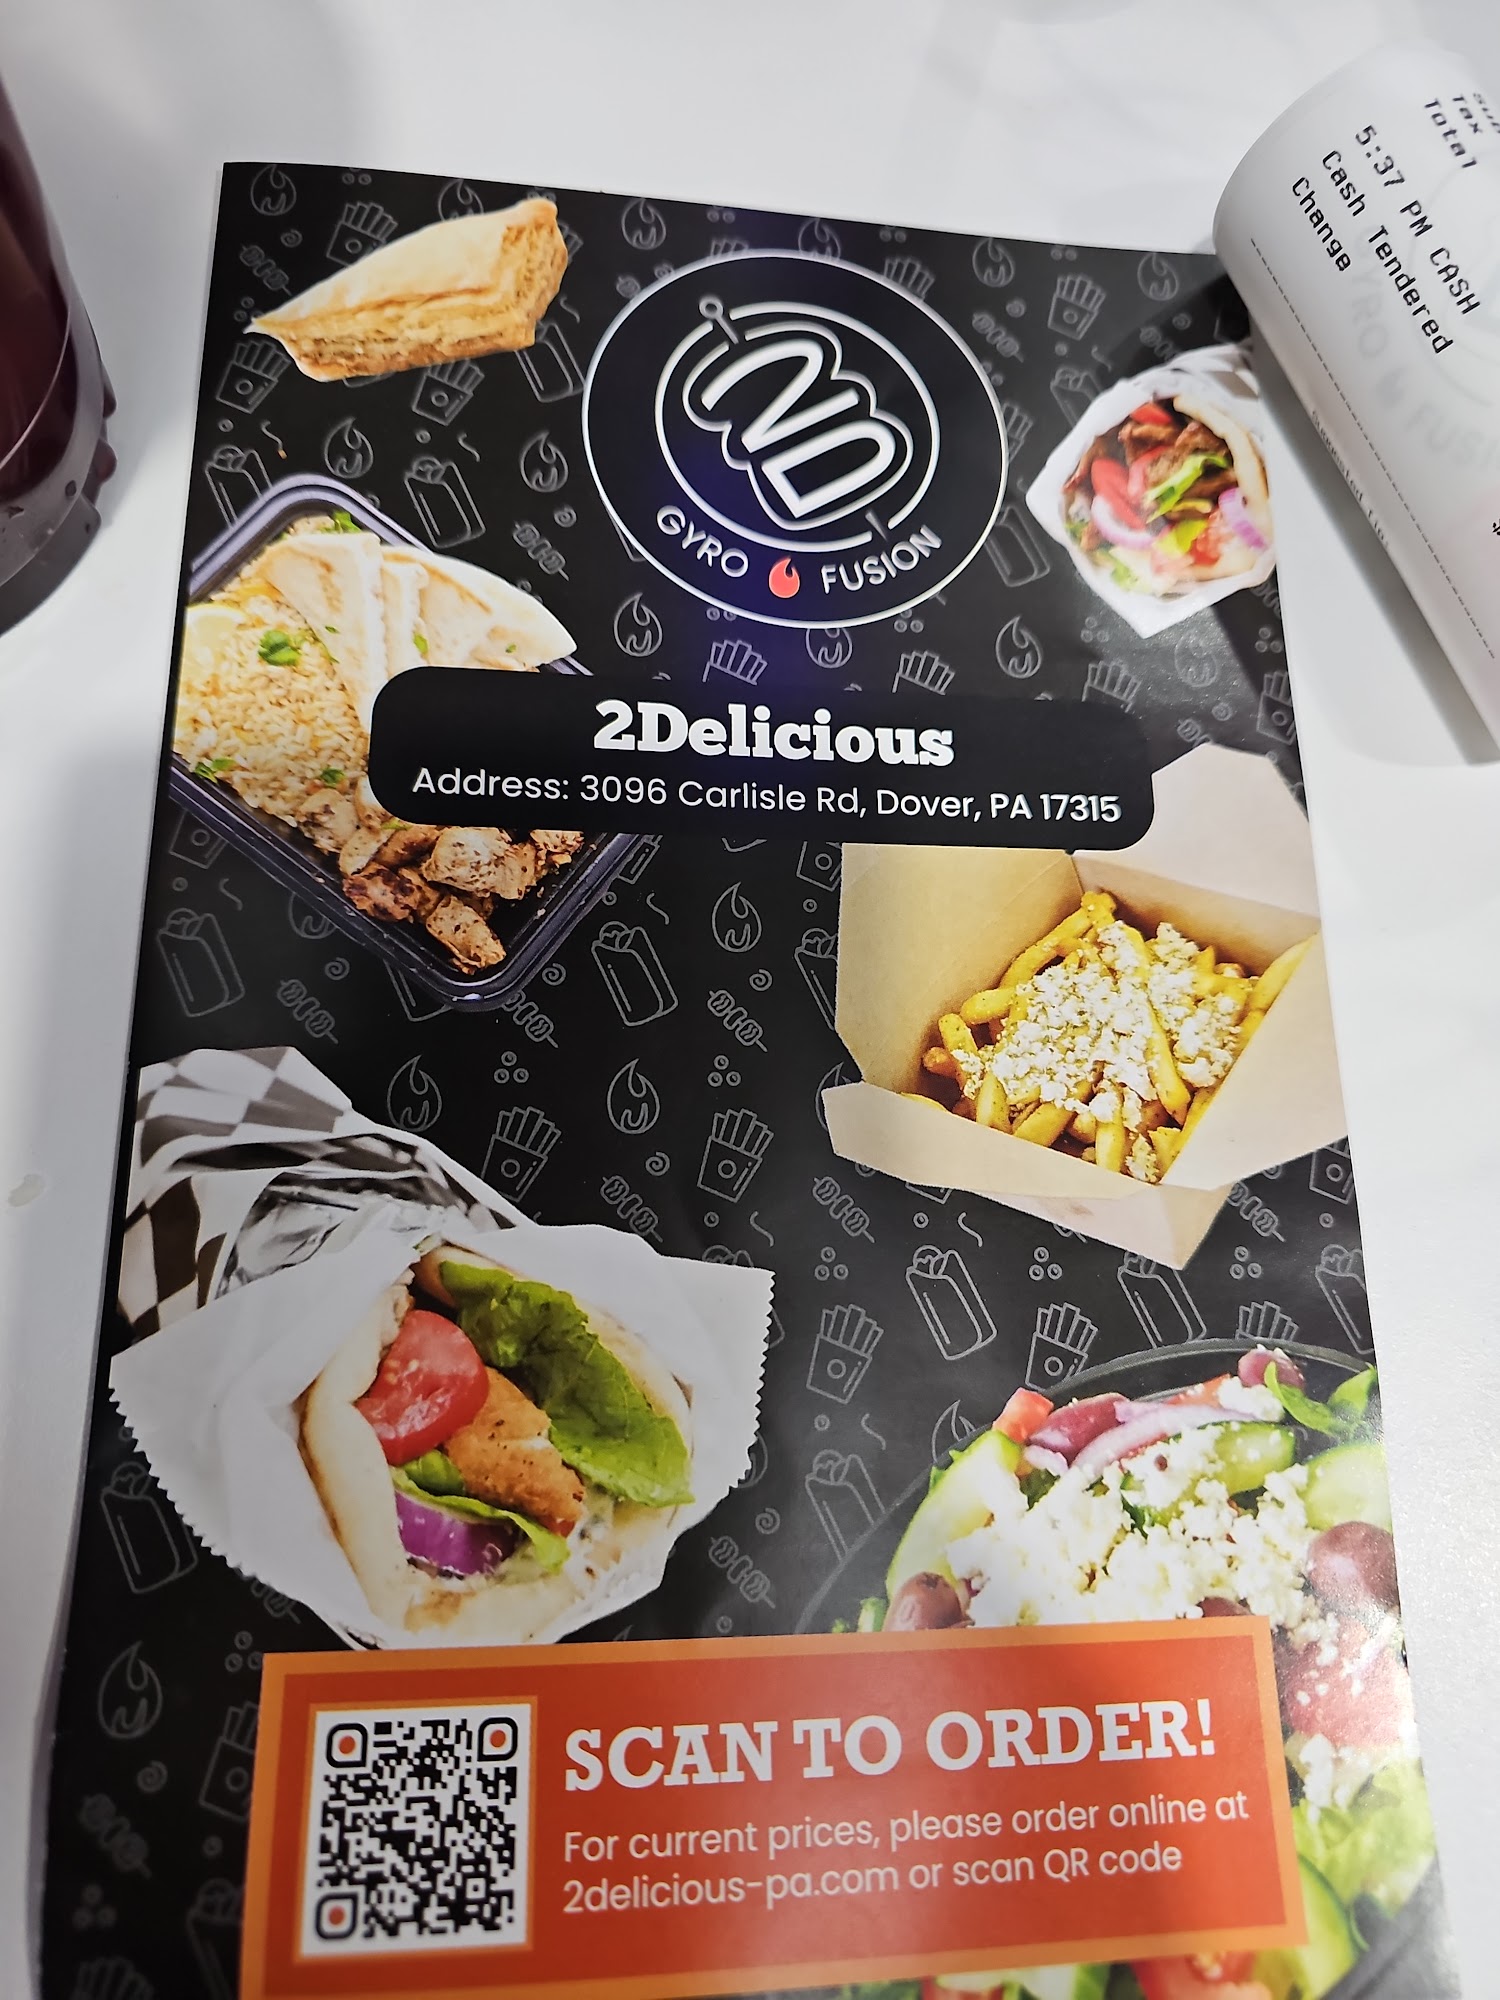 Tax
Total
5:37 PM CASH
Cash Tendered
Change
GYRO FUSION
2Delicious
Address: 3096 Carlisle Rd, Dover, PA 17315
SCAN TO ORDER!
For current prices, please order online at
2delicious-pa.com or scan QR code